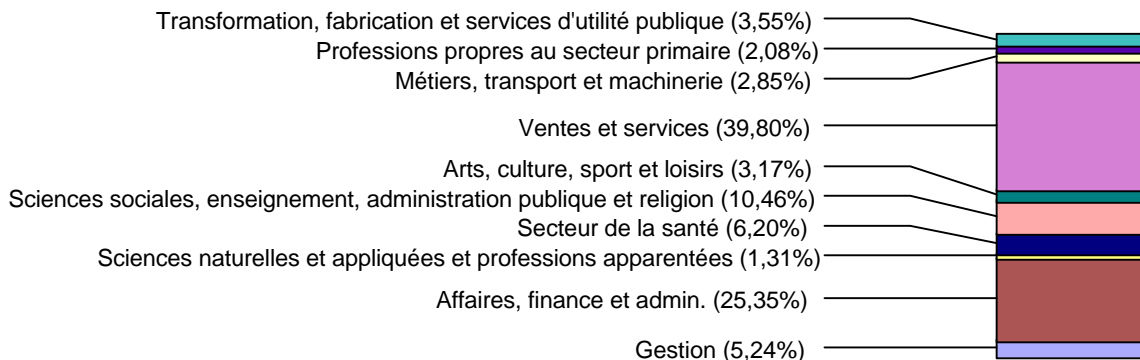 Transformation, fabrication et services d'utilité publique (3,55%)
Professions propres au secteur primaire (2,08%)
Métiers, transport et machinerie (2,85%)
Ventes et services (39,80%)
Arts, culture, sport et loisirs (3,17%)
Sciences sociales, enseignement, administration publique et religion (10,46%)
Secteur de la santé (6,20%)
Sciences naturelles et appliquées et professions apparentées (1,31%)
Affaires, finance et admin. (25,35%)
Gestion (5,24%)